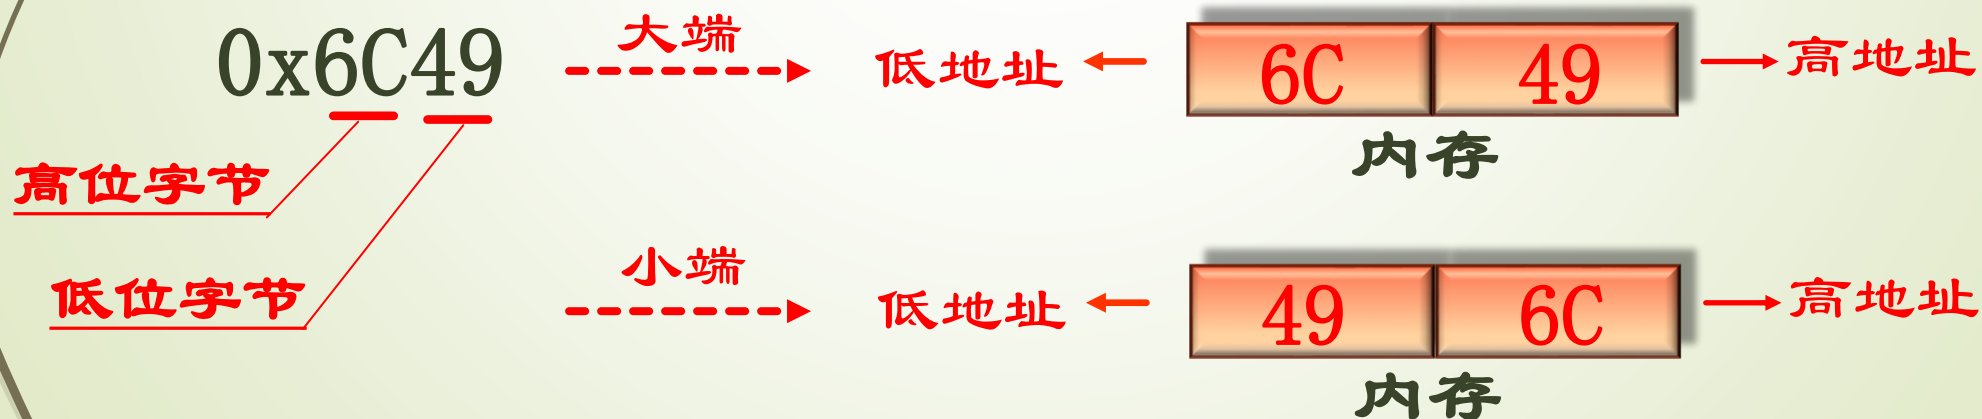 0x6C49 大端 低地址 6C 49 高地址
内存
高位字节
低位字节
小端 低地址 49 6C 高地址
内存